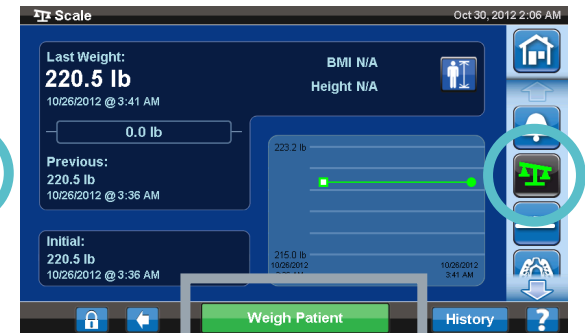 Scale
Oct 30, 2012 2:06 AM
Last Weight:
220.5 lb
10/26/2012 @ 3:41 AM
BMI N/A
Height N/A
0.0 lb
Previous:
220.5 lb
10/26/2012 @ 3:36 AM
223.2 lb
Initial:
220.5 lb
10/26/2012 @ 3:36 AM
215.0 lb
10/26/2012
10/26/2012
3:41 AM
Weigh Patient
History
?